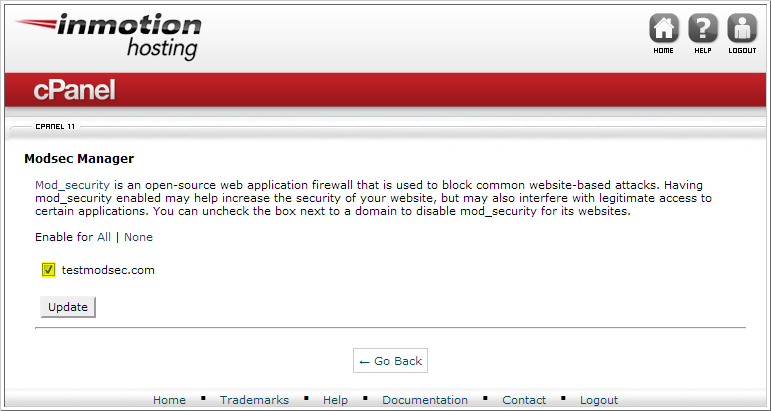 inmotion
hosting
HOME HELP LOGOUT
cPanel
CPANEL 11
Modsec Manager
Mod_security is an open-source web application firewall that is used to block common website-based attacks. Having
mod_security enabled may help increase the security of your website, but may also interfere with legitimate access to
certain applications. You can uncheck the box next to a domain to disable mod_security for its websites.
Enable for All | None
testmodsec.com
Update
← Go Back
Home ▪ Trademarks ▪ Help ▪ Documentation ▪ Contact ▪ Logout